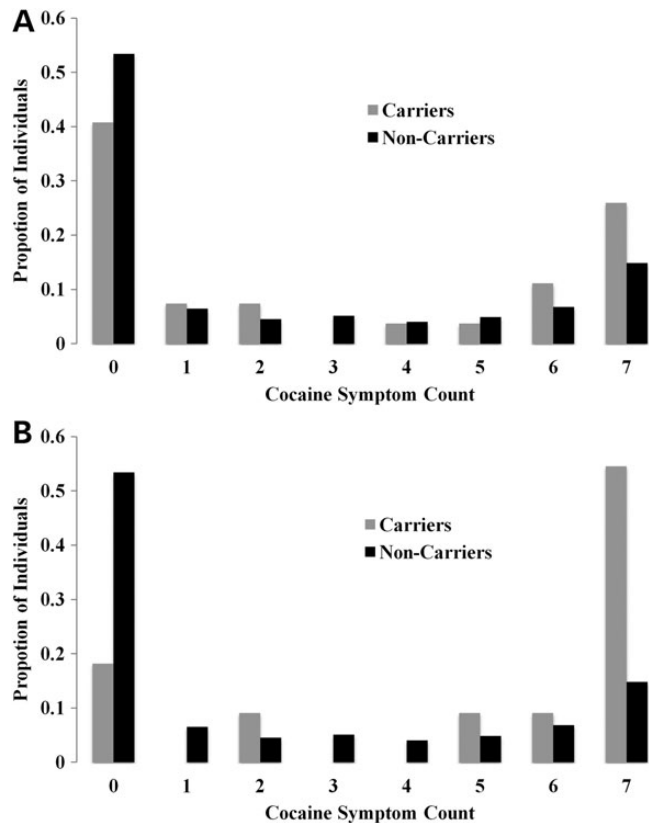 A
Propotion of Individuals
0.6
0.5
0.4
0.3
0.2
0.1
0
Carriers
Non-Carriers
0 1 2 3 4 5 6 7
Cocaine Symptom Count
B
Propotion of Individuals
0.6
0.5
0.4
0.3
0.2
0.1
0
Carriers
Non-Carriers
0 1 2 3 4 5 6 7
Cocaine Symptom Count